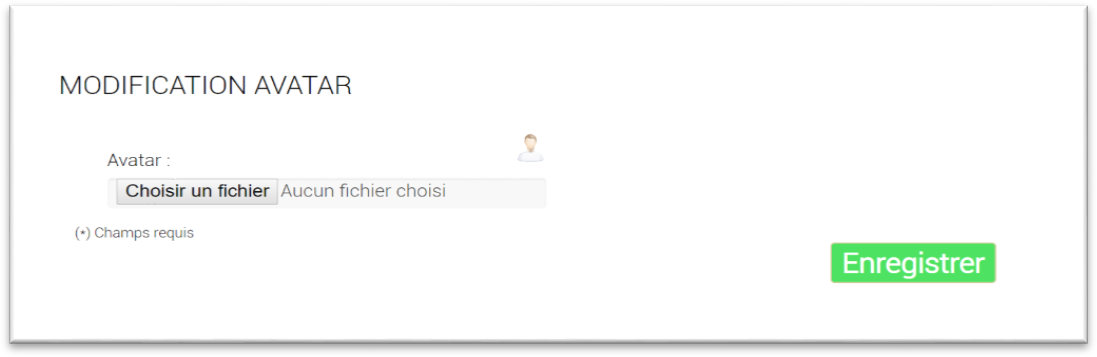 MODIFICATION AVATAR
Avatar :
Choisir un fichier Aucun fichier choisi
(*) Champs requis
Enregistrer